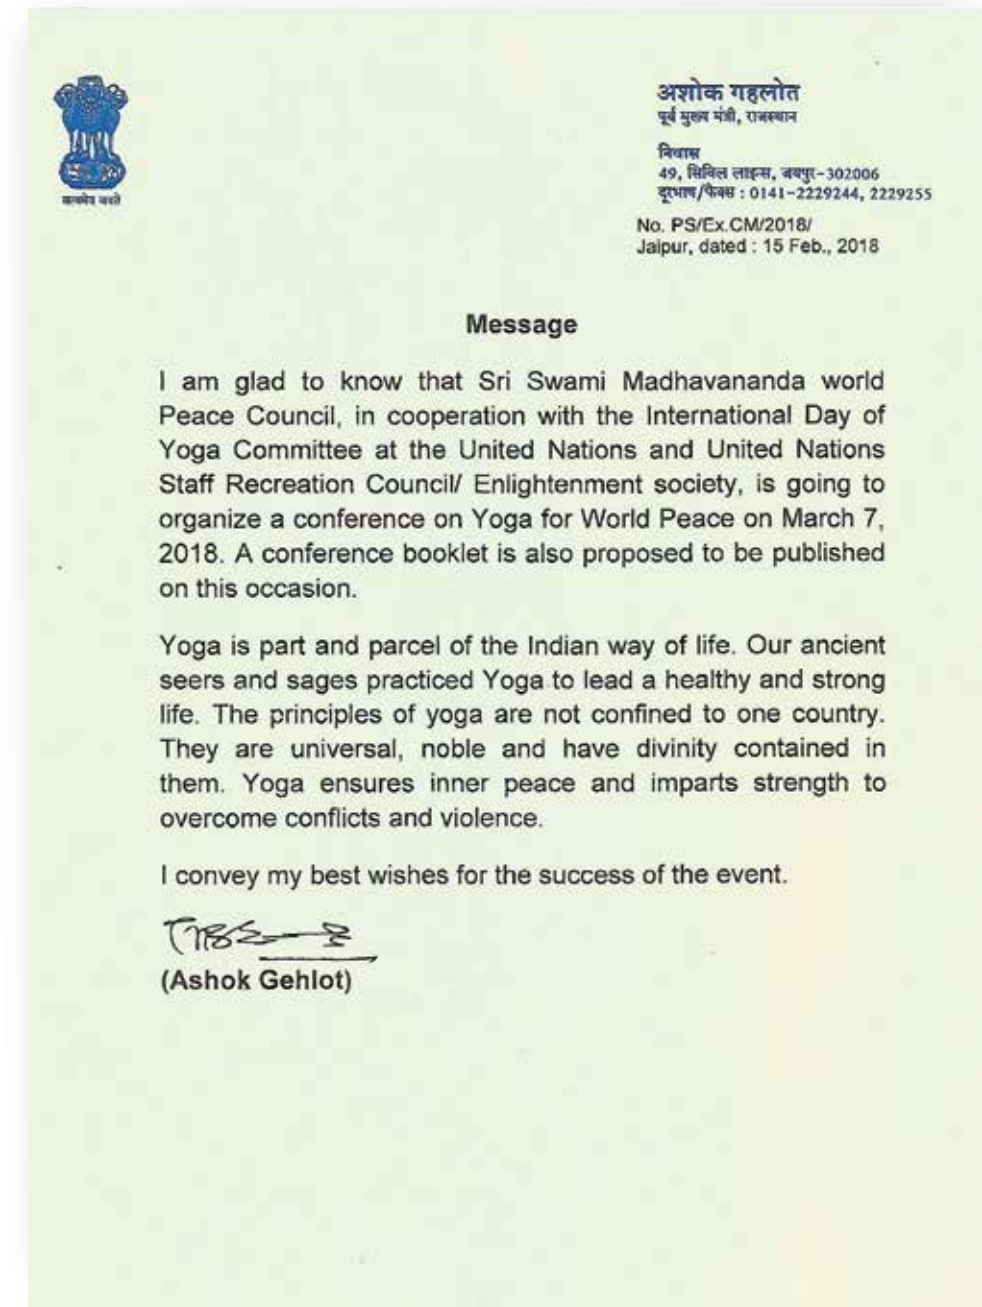 सत्यमेव जयते
अशोक गहलोत
पूर्व मुख्य मंत्री, राजस्थान
निवास
49, सिविल लाइन्स, जयपुर-302006
दूरभाष/फैक्स : 0141-2229244, 2229255
No. PS/Ex.CM/2018/
Jaipur, dated : 15 Feb., 2018
Message
I am glad to know that Sri Swami Madhavananda world
Peace Council, in cooperation with the International Day of
Yoga Committee at the United Nations and United Nations
Staff Recreation Council/ Enlightenment society, is going to
organize a conference on Yoga for World Peace on March 7,
2018. A conference booklet is also proposed to be published
on this occasion.
Yoga is part and parcel of the Indian way of life. Our ancient
seers and sages practiced Yoga to lead a healthy and strong
life. The principles of yoga are not confined to one country.
They are universal, noble and have divinity contained in
them. Yoga ensures inner peace and imparts strength to
overcome conflicts and violence.
I convey my best wishes for the success of the event.
(Ashok Gehlot)